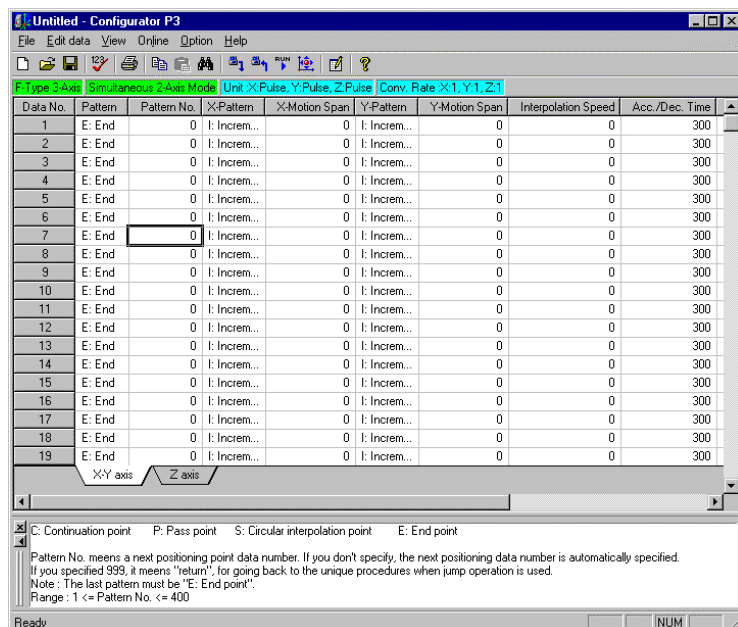 Untitled - Configurator P3
File Edit data View Online Option Help
F-Type 3-Axis Simultaneous 2-Axis Mode Unit :X:Pulse, Y:Pulse, Z:Pulse Conv. Rate :X:1, Y:1, Z:1
Data No. Pattern Pattern No. X-Pattern X-Motion Span Y-Pattern Y-Motion Span Interpolation Speed Acc./Dec. Time
1 E: End 0 I: Increm... 0 I: Increm... 0 0 300
2 E: End 0 I: Increm... 0 I: Increm... 0 0 300
3 E: End 0 I: Increm... 0 I: Increm... 0 0 300
4 E: End 0 I: Increm... 0 I: Increm... 0 0 300
5 E: End 0 I: Increm... 0 I: Increm... 0 0 300
6 E: End 0 I: Increm... 0 I: Increm... 0 0 300
7 E: End 0 I: Increm... 0 I: Increm... 0 0 300
8 E: End 0 I: Increm... 0 I: Increm... 0 0 300
9 E: End 0 I: Increm... 0 I: Increm... 0 0 300
10 E: End 0 I: Increm... 0 I: Increm... 0 0 300
11 E: End 0 I: Increm... 0 I: Increm... 0 0 300
12 E: End 0 I: Increm... 0 I: Increm... 0 0 300
13 E: End 0 I: Increm... 0 I: Increm... 0 0 300
14 E: End 0 I: Increm... 0 I: Increm... 0 0 300
15 E: End 0 I: Increm... 0 I: Increm... 0 0 300
16 E: End 0 I: Increm... 0 I: Increm... 0 0 300
17 E: End 0 I: Increm... 0 I: Increm... 0 0 300
18 E: End 0 I: Increm... 0 I: Increm... 0 0 300
19 E: End 0 I: Increm... 0 I: Increm... 0 0 300
X-Y axis Z axis
C: Continuation point P: Pass point S: Circular interpolation point E: End point
Pattern No. meens a next positioning point data number. If you don't specify, the next positioning data number is automatically specified.
If you specified 999, it meens "return", for going back to the unique procedures when jump operation is used.
Note : The last pattern must be "E: End point".
Range : 1 <= Pattern No. <= 400
Ready NUM